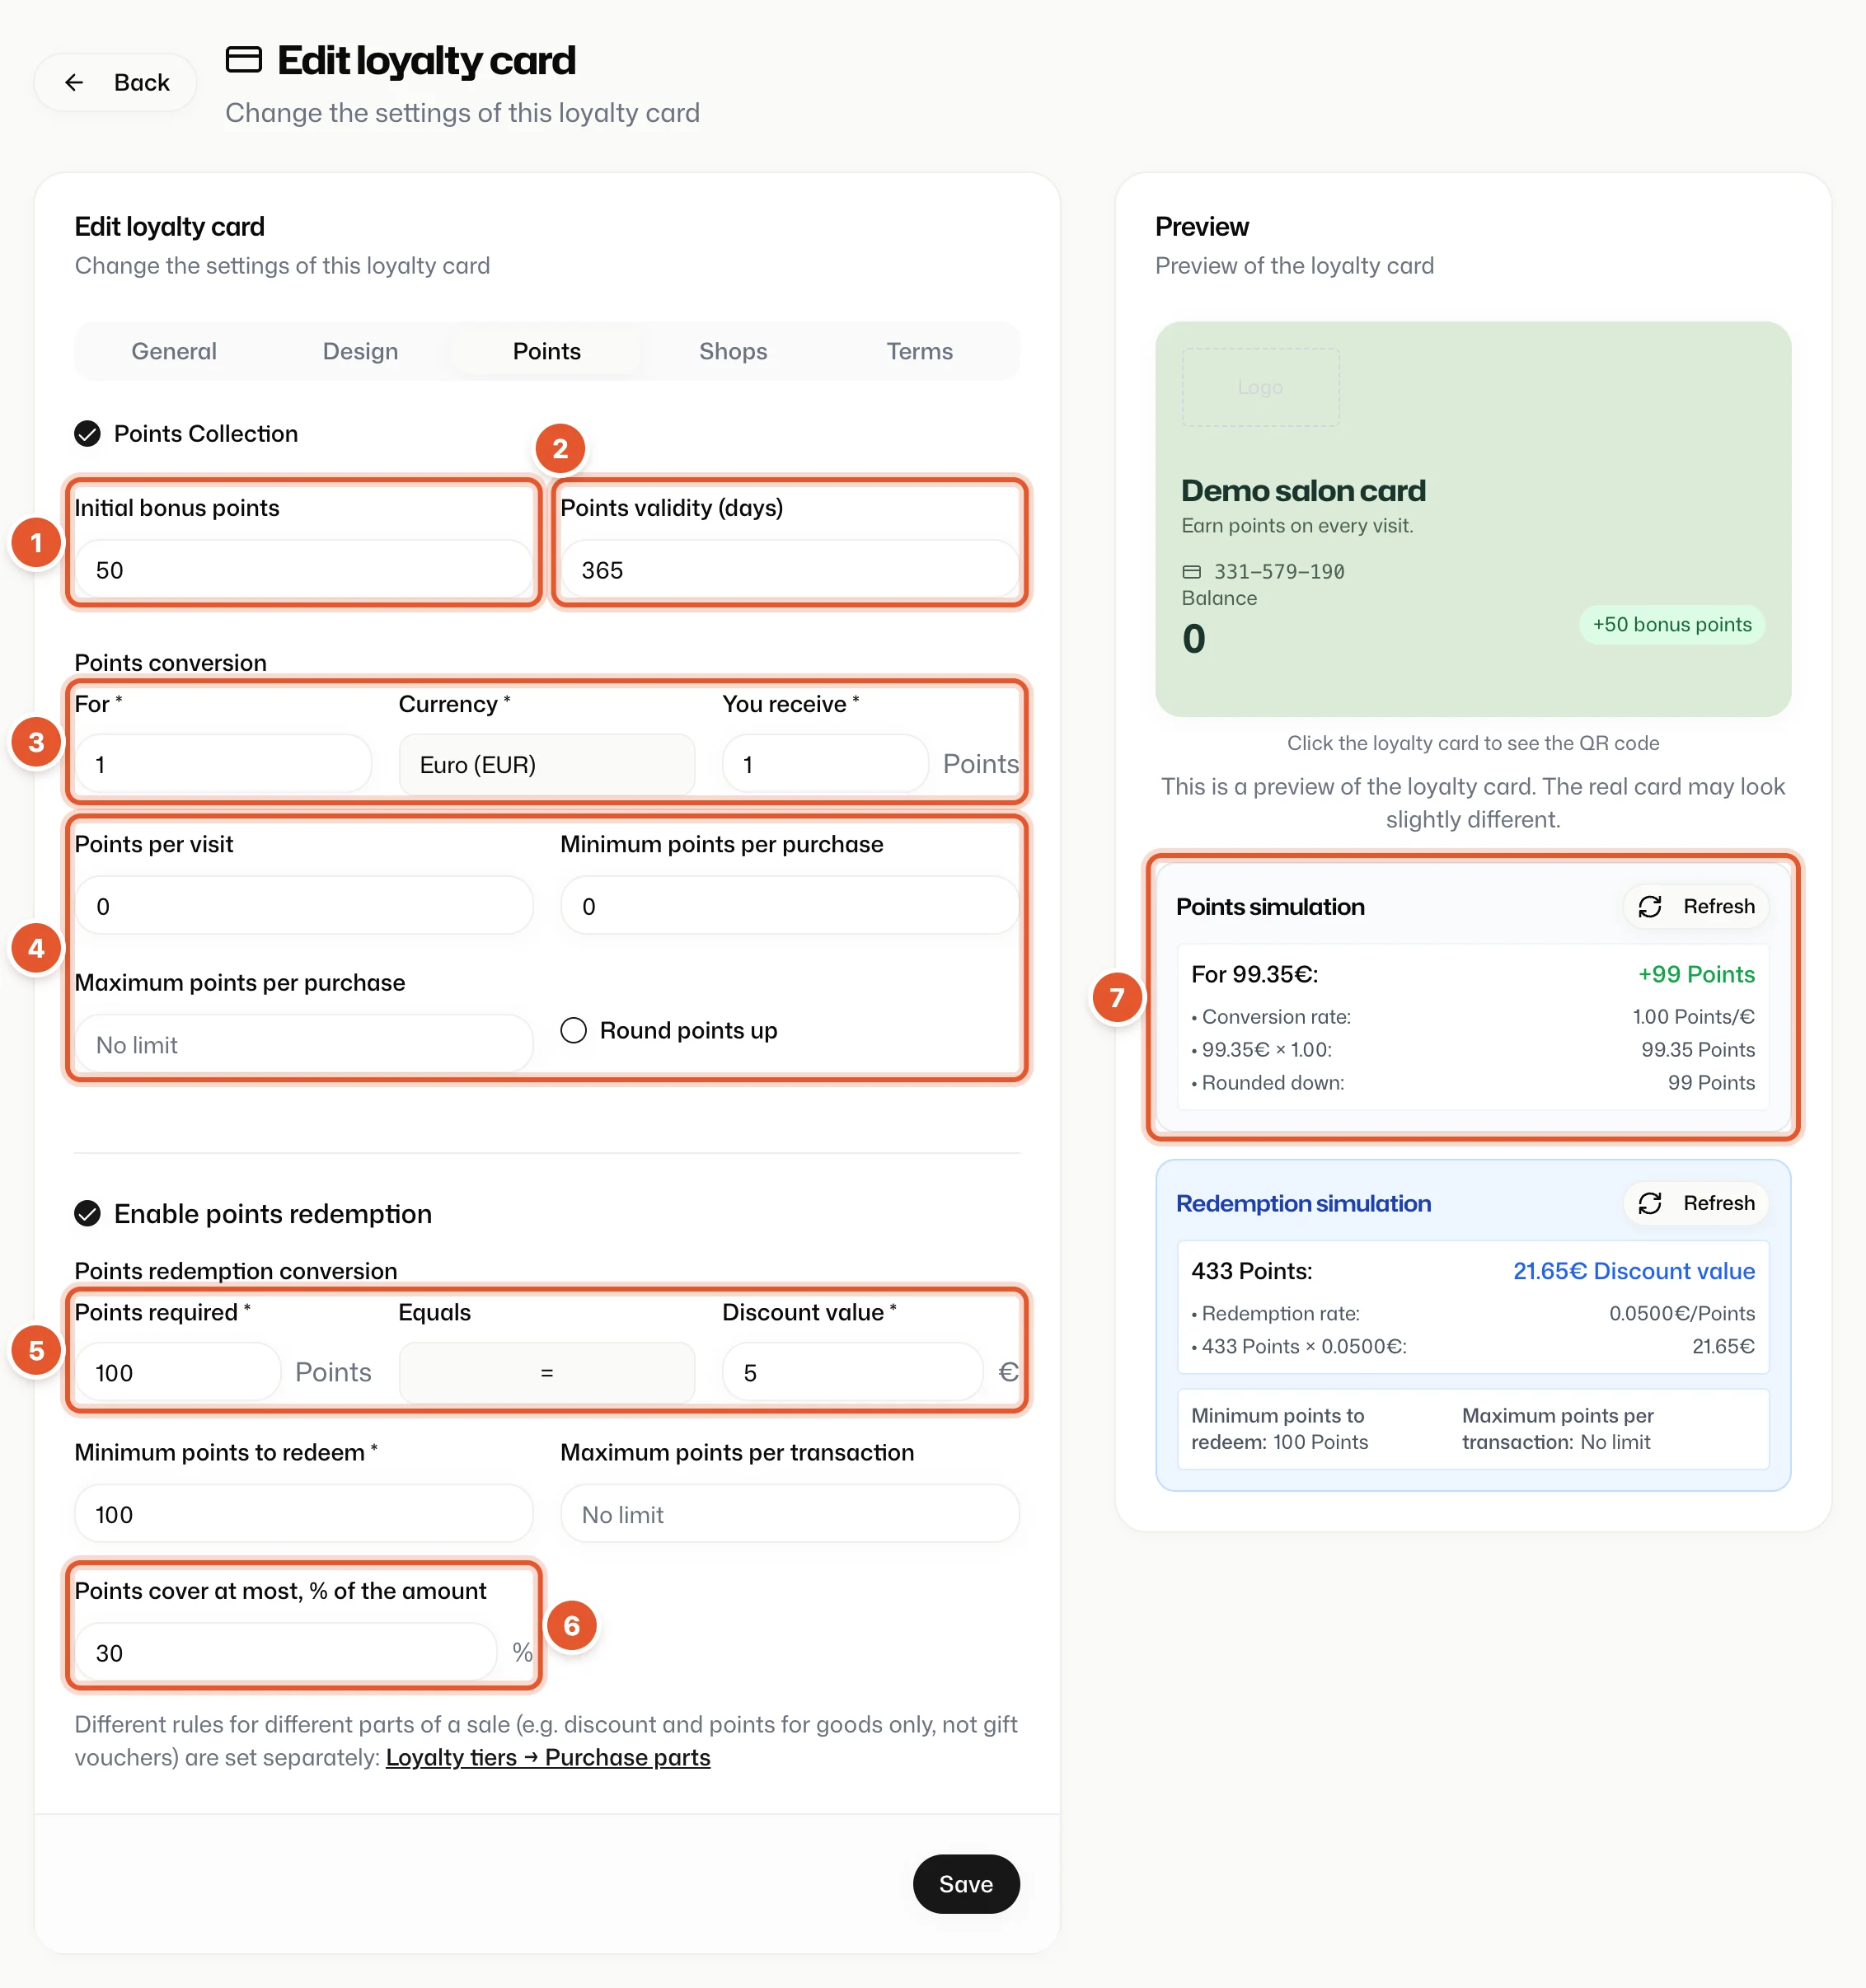 Back
Edit loyalty card
Change the settings of this loyalty card
Edit loyalty card
Change the settings of this loyalty card
General
Design
Points
Shops
Terms
Points Collection
2
1
Initial bonus points
50
Points validity (days)
365
Points conversion
3
For *
Currency *
You receive *
1
Euro (EUR)
1
Points
4
Points per visit
0
Minimum points per purchase
0
Maximum points per purchase
No limit
Round points up
Enable points redemption
Points redemption conversion
5
Points required *
Equals
Discount value *
100
Points
=
5
€
Minimum points to redeem *
100
Maximum points per transaction
No limit
Points cover at most, % of the amount
30
%
6
Different rules for different parts of a sale (e.g. discount and points for goods only, not gift
vouchers) are set separately: Loyalty tiers → Purchase parts
Save
Preview
Preview of the loyalty card
Logo
Demo salon card
Earn points on every visit.
331–579–190
Balance
0
+50 bonus points
Click the loyalty card to see the QR code
This is a preview of the loyalty card. The real card may look
slightly different.
7
Points simulation
Refresh
For 99.35€:
+99 Points
• Conversion rate:
1.00 Points/€
• 99.35€ × 1.00:
99.35 Points
• Rounded down:
99 Points
Redemption simulation
Refresh
433 Points:
21.65€ Discount value
• Redemption rate:
0.0500€/Points
• 433 Points × 0.0500€:
21.65€
Minimum points to
redeem: 100 Points
Maximum points per
transaction: No limit